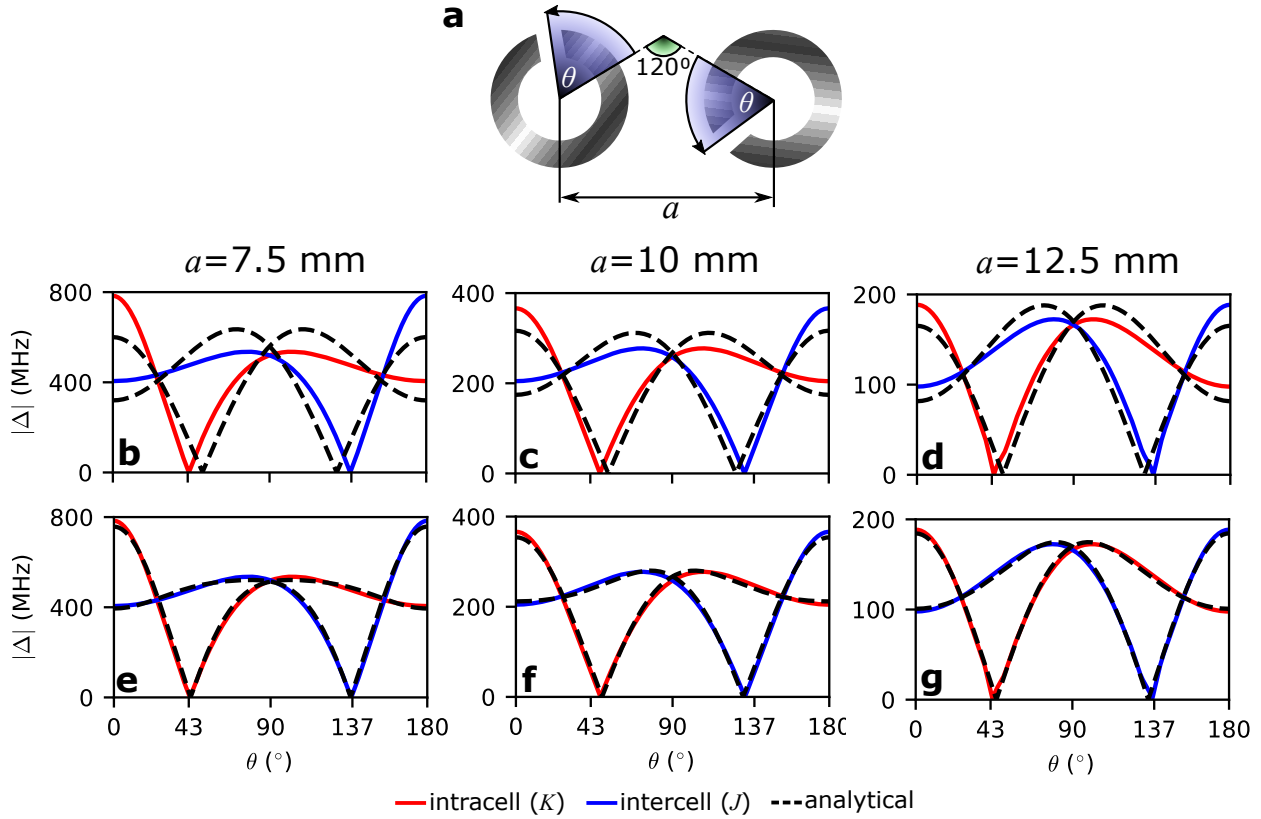 a
θ
120º
θ
a
a=7.5 mm
a=10 mm
a=12.5 mm
|Δ| (MHz)
800
400
0
b
400
200
0
c
200
100
0
d
|Δ| (MHz)
800
400
0
e
0 43 90 137 180
θ (°)
400
200
0
f
0 43 90 137 180
θ (°)
200
100
0
g
0 43 90 137 180
θ (°)
intracell (K) intercell (J) analytical